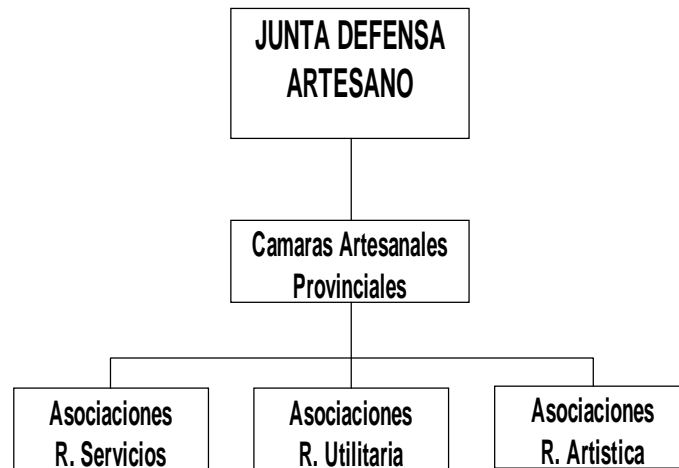 JUNTA DEFENSA
ARTESANO
Camaras Artesanales
Provinciales
Asociaciones
R. Servicios
Asociaciones
R. Utilitaria
Asociaciones
R. Artistica